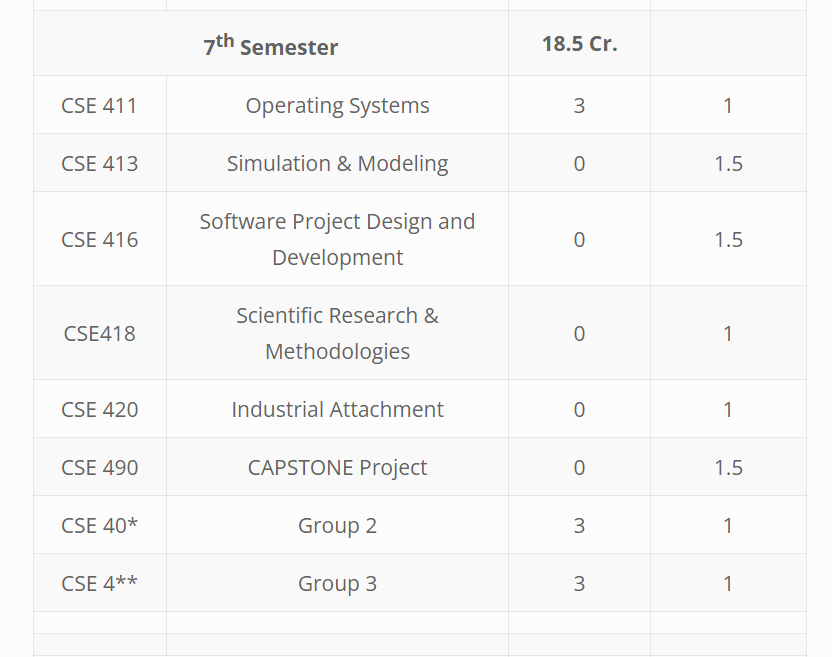 7th Semester 18.5 Cr.
CSE 411 Operating Systems 3 1
CSE 413 Simulation & Modeling 0 1.5
CSE 416 Software Project Design and Development 0 1.5
CSE418 Scientific Research & Methodologies 0 1
CSE 420 Industrial Attachment 0 1
CSE 490 CAPSTONE Project 0 1.5
CSE 40* Group 2 3 1
CSE 4** Group 3 3 1